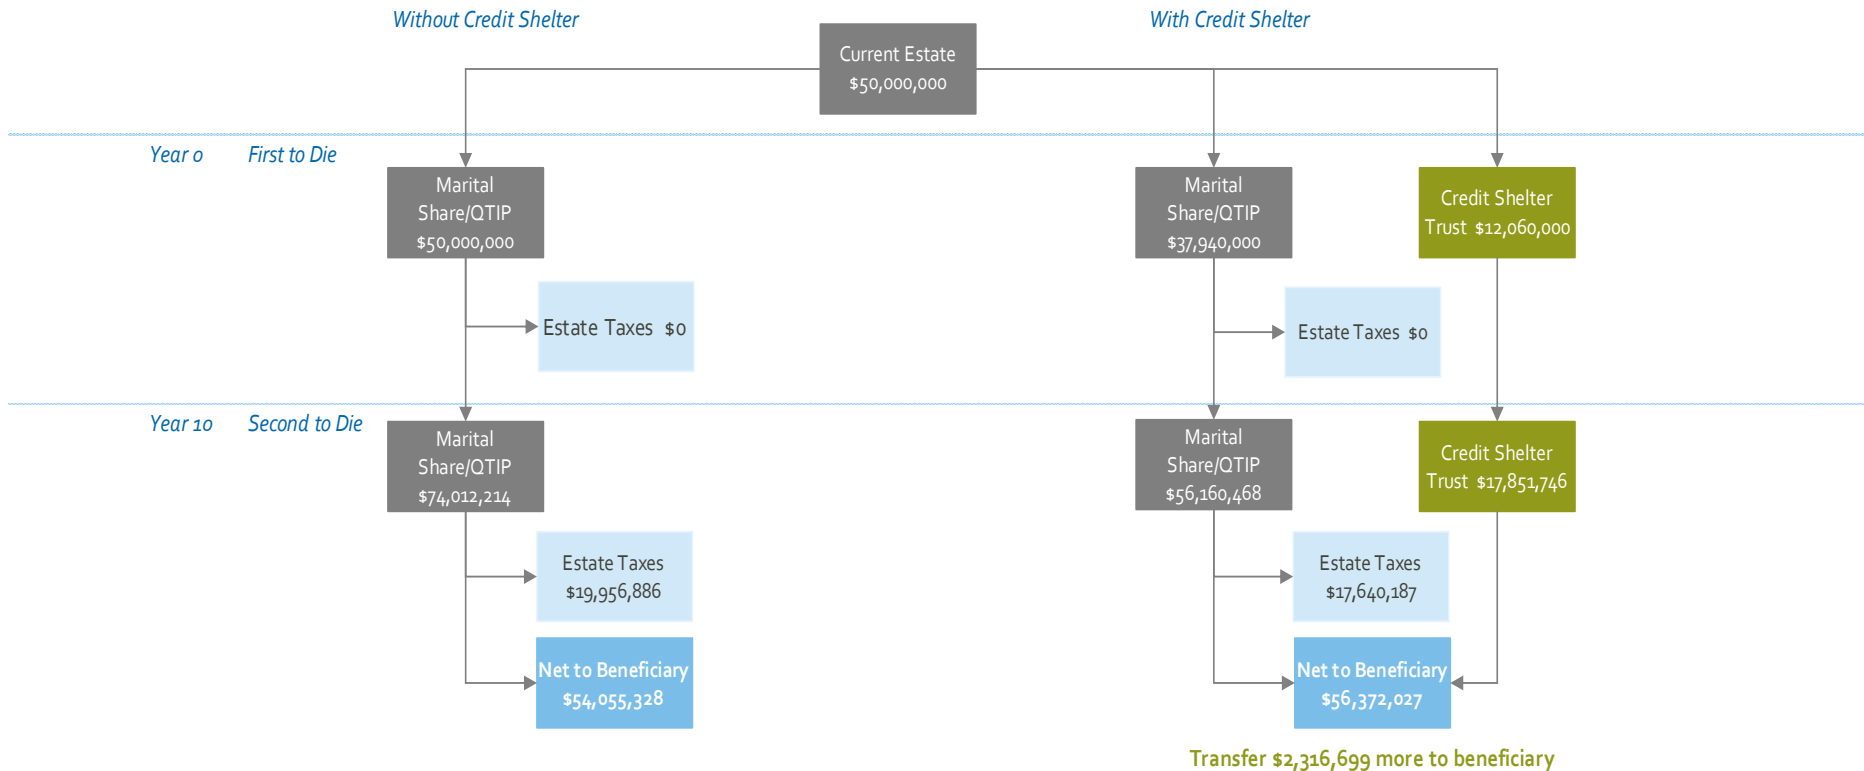 Without Credit Shelter
With Credit Shelter
Current Estate
$50,000,000
Year 0
First to Die
Marital
Share/QTIP
$50,000,000
Marital
Share/QTIP
$37,940,000
Credit Shelter
Trust $12,060,000
Estate Taxes $0
Estate Taxes $0
Year 10
Second to Die
Marital
Share/QTIP
$74,012,214
Marital
Share/QTIP
$56,160,468
Credit Shelter
Trust $17,851,746
Estate Taxes
$19,956,886
Estate Taxes
$17,640,187
Net to Beneficiary
$54,055,328
Net to Beneficiary
$56,372,027
Transfer $2,316,699 more to beneficiary